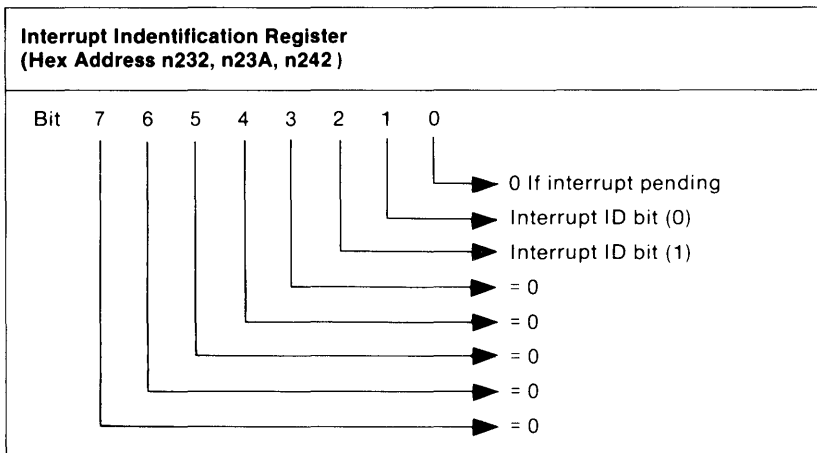 Interrupt Indentification Register
(Hex Address n232, n23A, n242 )
Bit 7 6 5 4 3 2 1 0
0 If interrupt pending
Interrupt ID bit (0)
Interrupt ID bit (1)
= 0
= 0
= 0
= 0
= 0